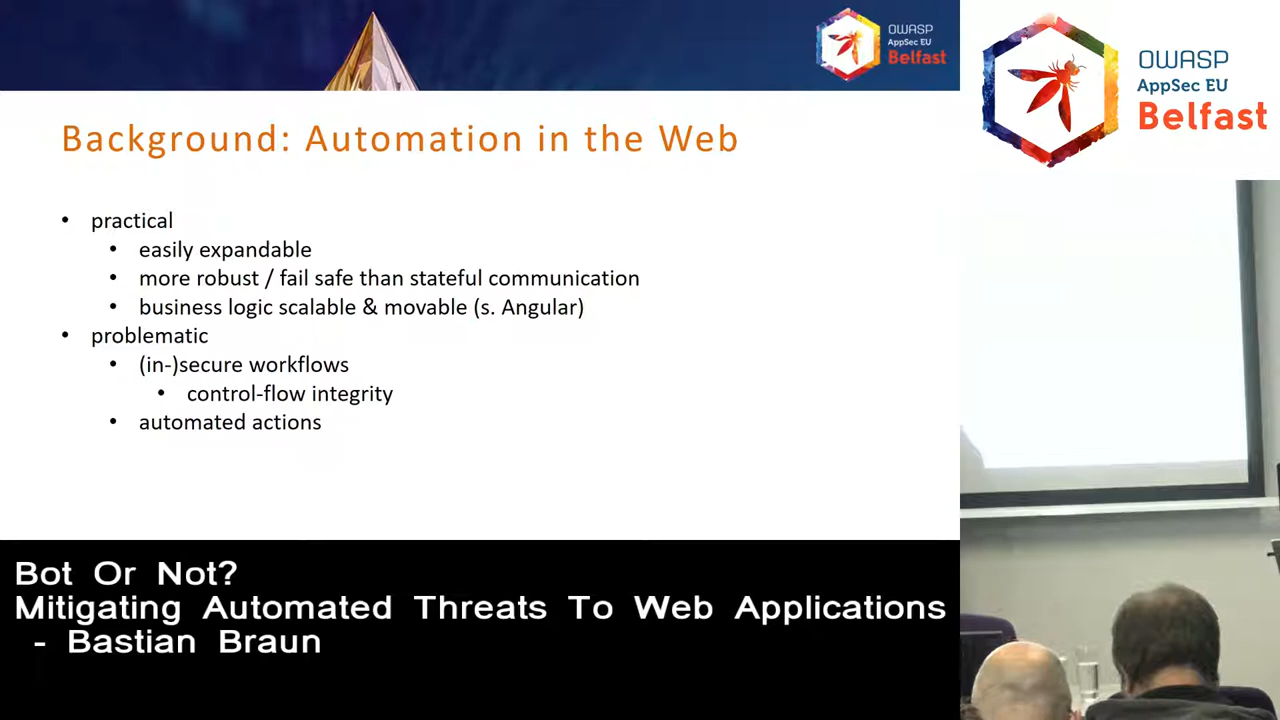 OWASP
AppSec EU
Belfast
OWASP
AppSec EU
Belfast
Background: Automation in the Web
• practical
• easily expandable
• more robust / fail safe than stateful communication
• business logic scalable & movable (s. Angular)
• problematic
• (in-)secure workflows
• control-flow integrity
• automated actions
Bot Or Not?
Mitigating Automated Threats To Web Applications
- Bastian Braun